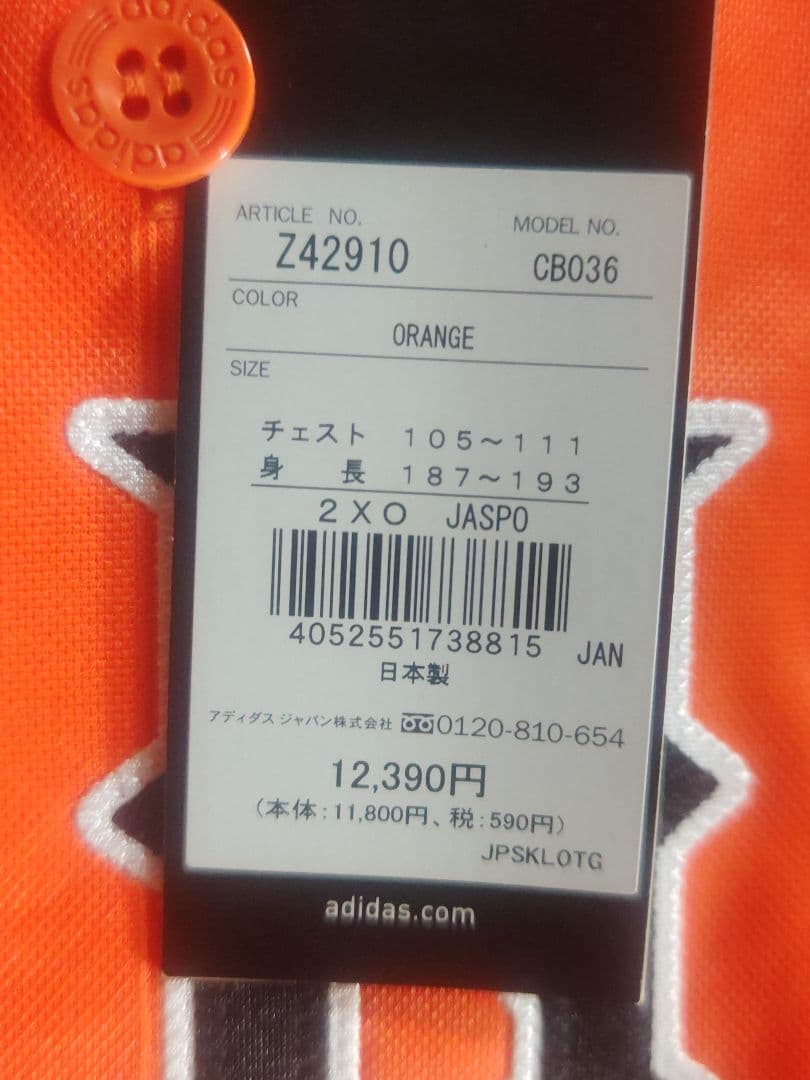 adidas
adidas
ARTICLE NO.
MODEL NO.
Z42910
CB036
COLOR
ORANGE
SIZE
チェスト 105～111
身 長 187～193
2XO JASPO
4052551738815 JAN
日本製
アディダス ジャパン株式会社 0120-810-654
12,390円
(本体:11,800円、税:590円)
JPSKLOTG
adidas.com